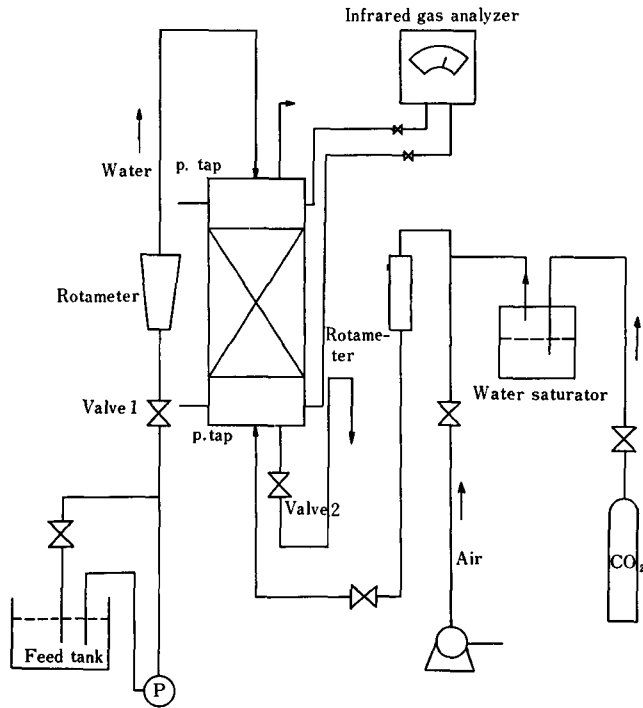 Infrared gas analyzer
Water
p. tap
Rotameter
Rotame-
ter
Water saturator
Valve 1
p. tap
Valve 2
Air
CO₂
Feed tank
P